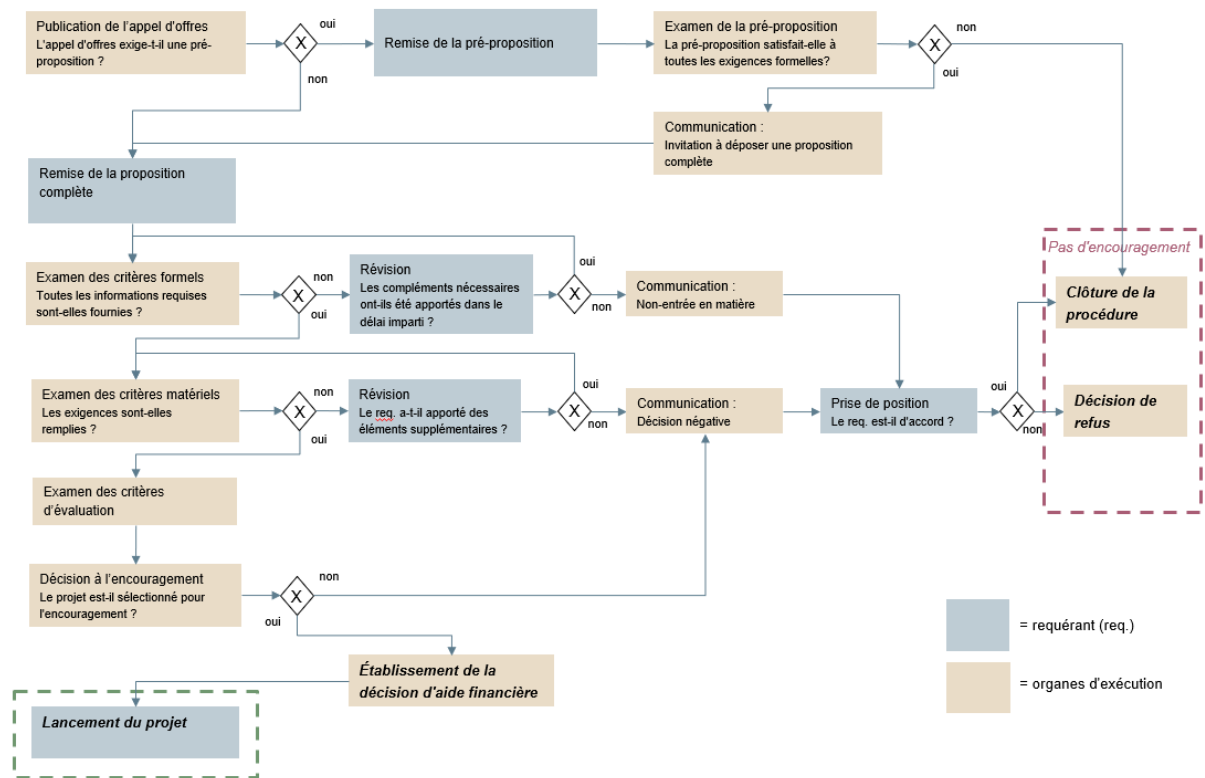 Publication de l'appel d'offres
L'appel d'offres exige-t-il une pré-
proposition ?
X
oui
non
Remise de la pré-proposition
Examen de la pré-proposition
La pré-proposition satisfait-elle à
toutes les exigences formelles?
X
non
oui
Communication :
Invitation à déposer une proposition
complète
Remise de la proposition
complète
Pas d'encouragement
Examen des critères formels
Toutes les informations requises
sont-elles fournies ?
X
non
oui
Révision
Les compléments nécessaires
ont-ils été apportés dans le
délai imparti ?
X
oui
non
Communication :
Non-entrée en matière
Clôture de la
procédure
Examen des critères matériels
Les exigences sont-elles
remplies ?
X
non
oui
Révision
Le req. a-t-il apporté des
éléments supplémentaires ?
X
oui
non
Communication :
Décision négative
Prise de position
Le req. est-il d'accord ?
X
oui
non
Décision de
refus
Examen des critères
d'évaluation
Décision à l'encouragement
Le projet est-il sélectionné pour
l'encouragement ?
X
non
oui
Établissement de la
décision d'aide financière
Lancement du projet
= requérant (req.)
= organes d'exécution